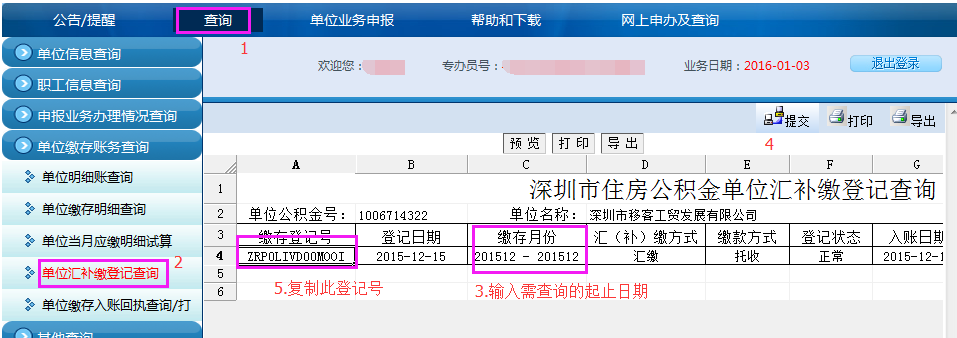 公告/提醒 查询 单位业务申报 帮助和下载 网上申办及查询
1
单位信息查询
欢迎您： 专办员号： 业务日期：2016-01-03 退出登录
职工信息查询
申报业务办理情况查询
提交 打印 导出
单位缴存账务查询
预 览 打 印 导 出
4
A B C D E F G
单位明细账查询
1 深圳市住房公积金单位汇补缴登记查询
单位缴存明细查询
2 单位公积金号： 1006714322 单位名称： 深圳市移客工贸发展有限公司
单位当月应缴明细试算
3 缴存登记号 登记日期 缴存月份 汇（补）缴方式 缴款方式 登记状态 入账日期
2
4 ZRPOLIVDOOMOOI 2015-12-15 201512 - 201512 汇缴 托收 正常 2015-12-1
单位汇补缴登记查询
5
5.复制此登记号 3.输入需查询的起止日期
6
单位缴存入账回执查询/打
其他查询